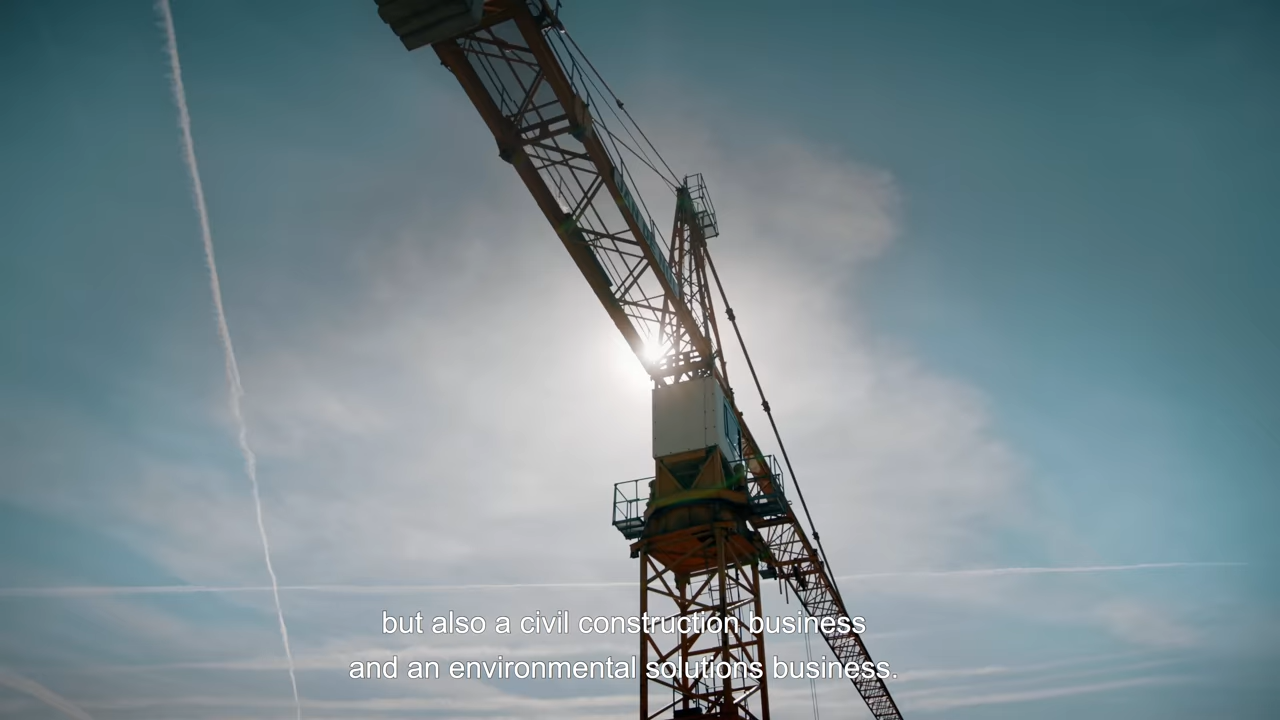 but also a civil construction business
and an environmental solutions business.